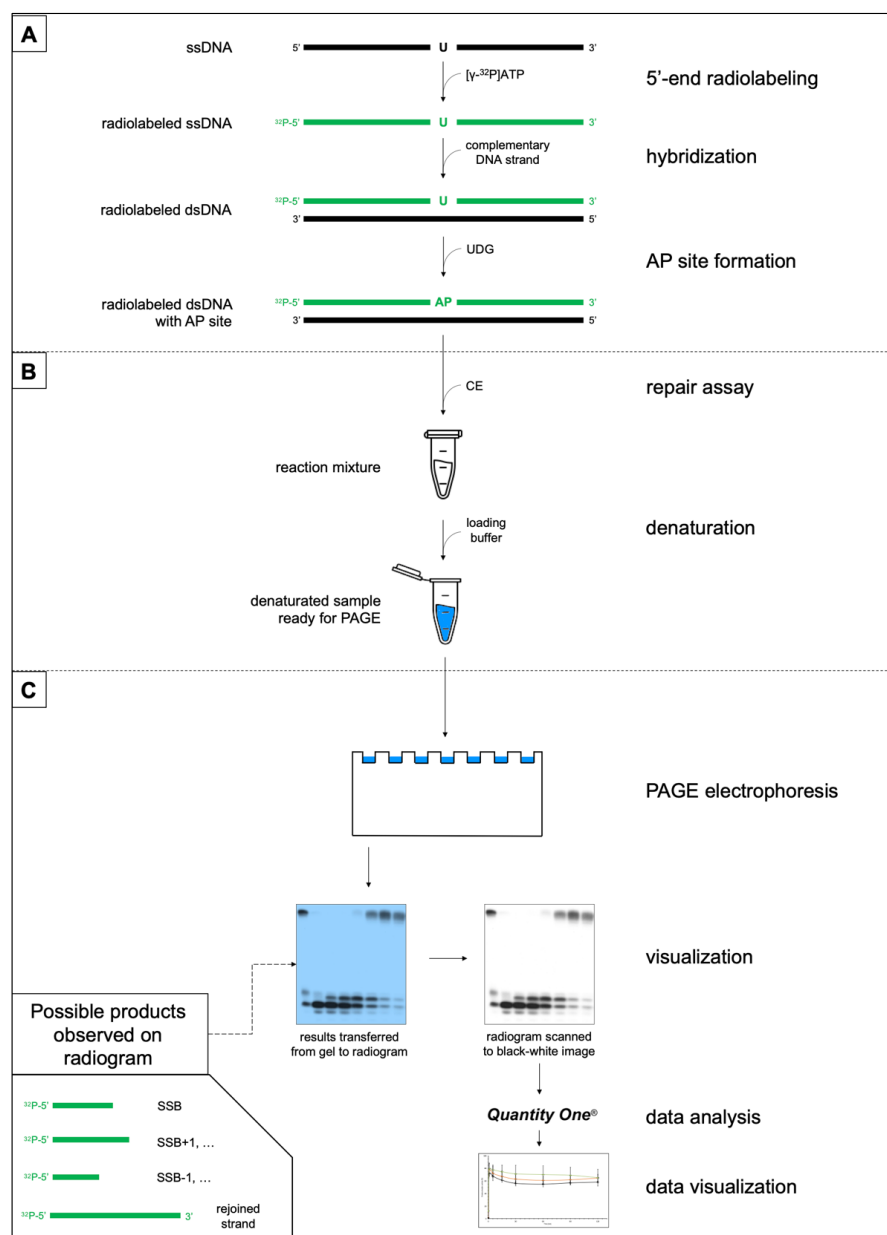 A
ssDNA
5’
U
3’
[γ-³²P]ATP
5’-end radiolabeling
radiolabeled ssDNA
³²P-5’
U
3’
complementary
DNA strand
hybridization
radiolabeled dsDNA
³²P-5’
U
3’
3’
5’
UDG
AP site formation
radiolabeled dsDNA
with AP site
³²P-5’
AP
3’
3’
5’
B
CE
repair assay
reaction mixture
loading
buffer
denaturation
denaturated sample
ready for PAGE
C
PAGE electrophoresis
visualization
results transferred
from gel to radiogram
radiogram scanned
to black-white image
Possible products
observed on
radiogram
Quantity One®
data analysis
data visualization
³²P-5’
SSB
³²P-5’
SSB+1, …
³²P-5’
SSB-1, …
³²P-5’
3’
rejoined
strand